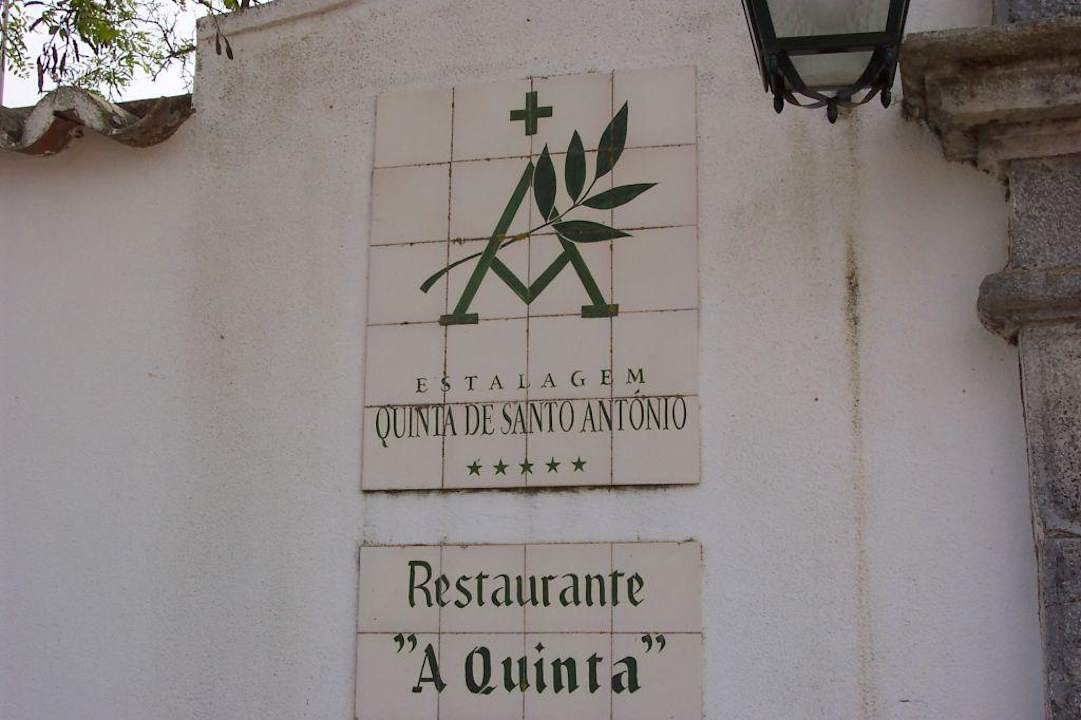 ESTALAGEM
QUINTA DE SANTO ANTÓNIO
Restaurante
"A Quinta"